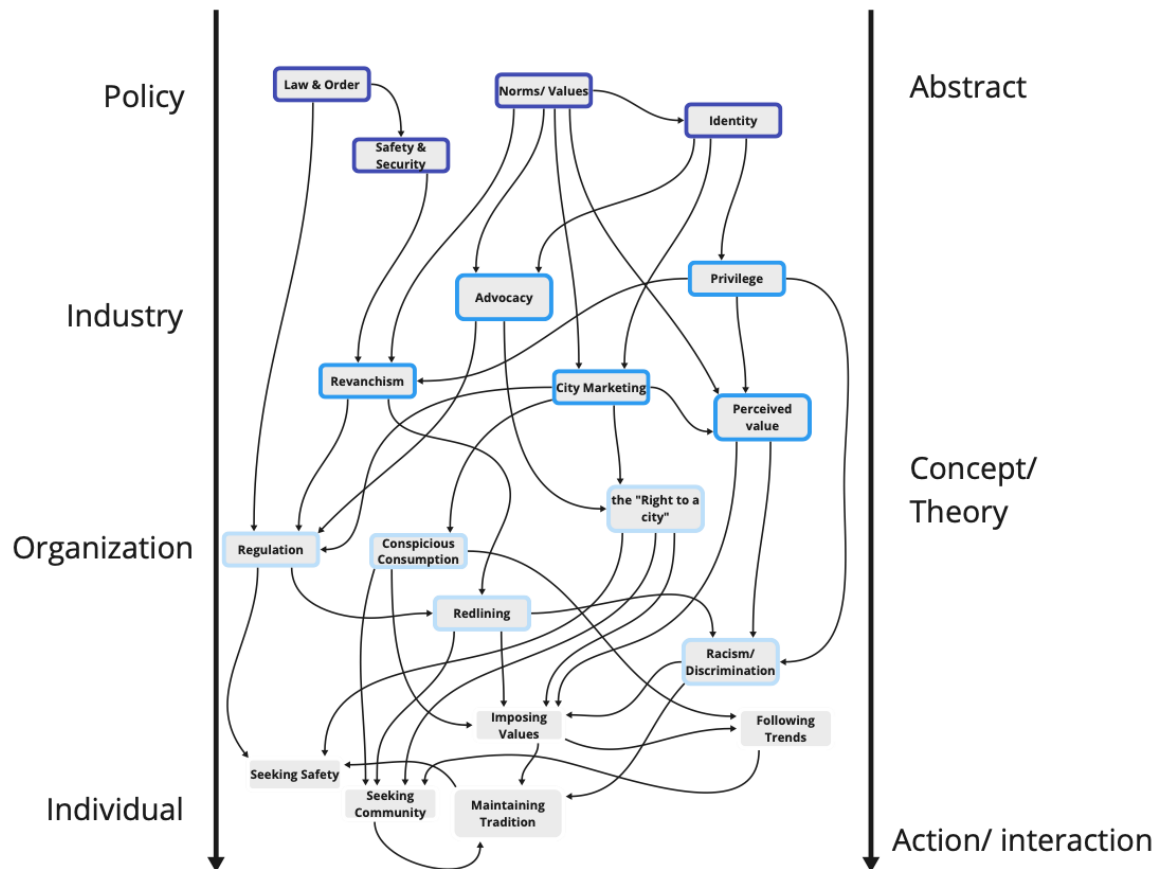 Policy
Abstract
Law & Order
Norms/ Values
Identity
Safety &
Security
Industry
Privilege
Advocacy
Revanchism
City Marketing
Perceived
value
Concept/
Theory
the "Right to a
city"
Organization
Regulation
Conspicious
Consumption
Redlining
Racism/
Discrimination
Imposing
Values
Following
Trends
Seeking Safety
Individual
Seeking
Community
Maintaining
Tradition
Action/ interaction